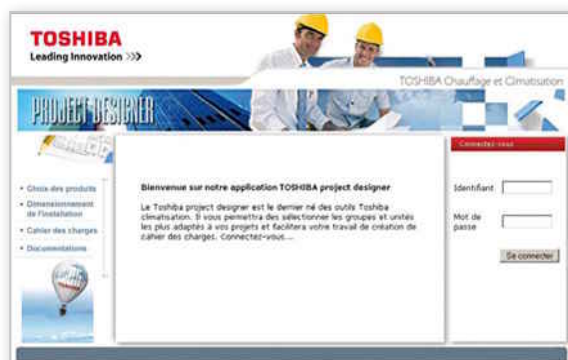 TOSHIBA
Leading Innovation >>>
TOSHIBA Chauffage et Climatisation
PROJECT DESIGNER
Connectez-vous
• Choix des produits
• Dimensionnement
de l'installation
• Cahier des charges
• Documentations
Bienvenue sur notre application TOSHIBA project designer
Le Toshiba project designer est le dernier né des outils Toshiba
climatisation. Il vous permettra des sélectionner les groupes et unités
les plus adaptés à vos projets et facilitera votre travail de création de
cahier des charges. Connectez-vous...
Identifiant
Mot de
passe
Se connecter